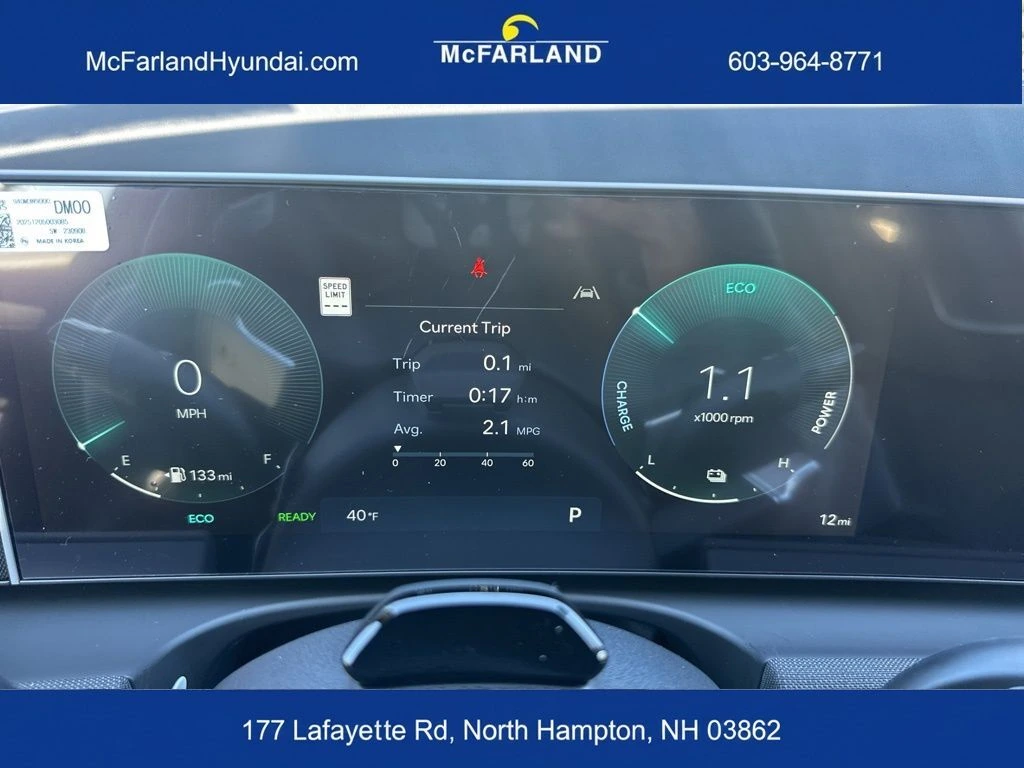 McFarlandHyundai.com
McFARLAND
603-964-8771
DM00
SW 230908
MADE IN KOREA
SPEED
LIMIT
---
ECO
Current Trip
Trip 0.1 mi
Timer 0:17 h:m
Avg. 2.1 MPG
0 20 40 60
0
MPH
E F
133 mi
1.1
x1000 rpm
CHARGE
POWER
L H
ECO
READY
40°F
P
12 mi
177 Lafayette Rd, North Hampton, NH 03862